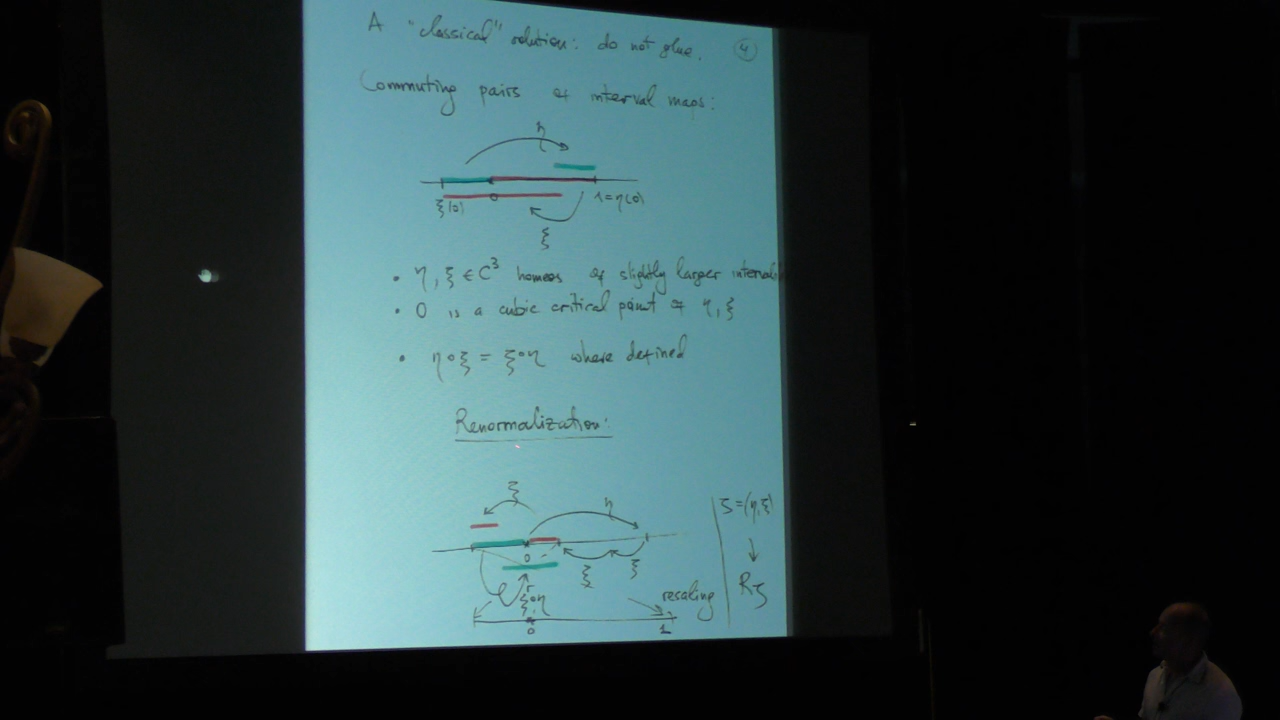 A "classical" solution: do not glue. 4
Commuting pairs of interval maps:
η
ξ(0) 0 1=η(0)
ξ
• η, ξ ∈ C³ homeos of slightly larger intervals
• 0 is a cubic critical point of η, ξ
• η∘ξ = ξ∘η where defined
Renormalization:
ξ η ζ=(η,ξ)
0 ξ ξ ↓
ξ∘η rescaling Rζ
0 1